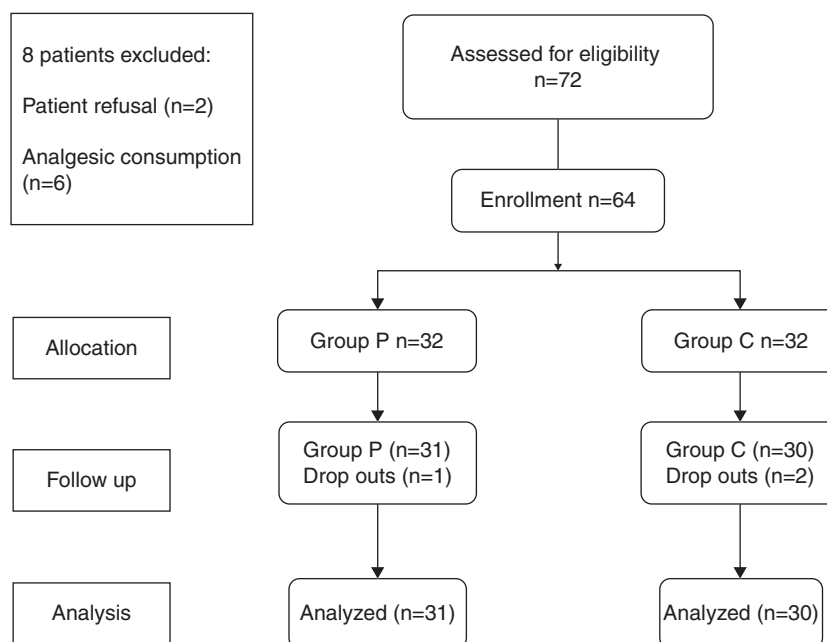 8 patients excluded:
Patient refusal (n=2)
Analgesic consumption
(n=6)
Assessed for eligibility
n=72
Enrollment n=64
Allocation
Group P n=32
Group C n=32
Follow up
Group P (n=31)
Drop outs (n=1)
Group C (n=30)
Drop outs (n=2)
Analysis
Analyzed (n=31)
Analyzed (n=30)